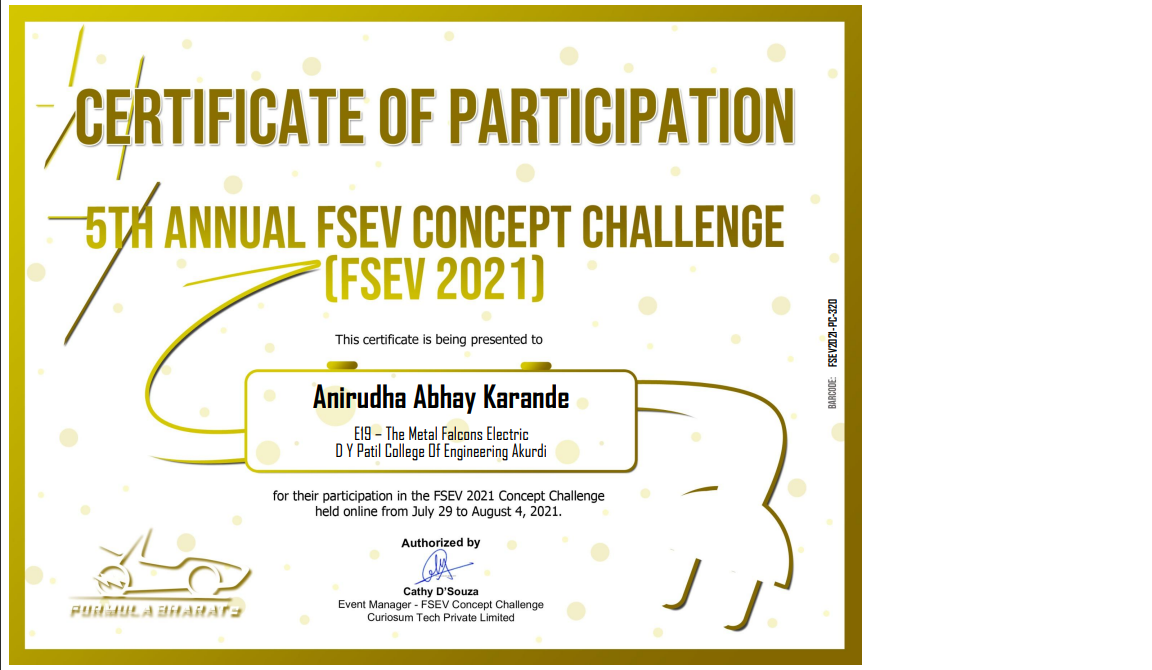 CERTIFICATE OF PARTICIPATION
5TH ANNUAL FSEV CONCEPT CHALLENGE
(FSEV 2021)
This certificate is being presented to
Anirudha Abhay Karande
E19 – The Metal Falcons Electric
D Y Patil College Of Engineering Akurdi
for their participation in the FSEV 2021 Concept Challenge
held online from July 29 to August 4, 2021.
Authorized by
Cathy D'Souza
Event Manager - FSEV Concept Challenge
Curiosum Tech Private Limited
FORMULA BHARAT
BARCODE: FSEV2021-PC-320